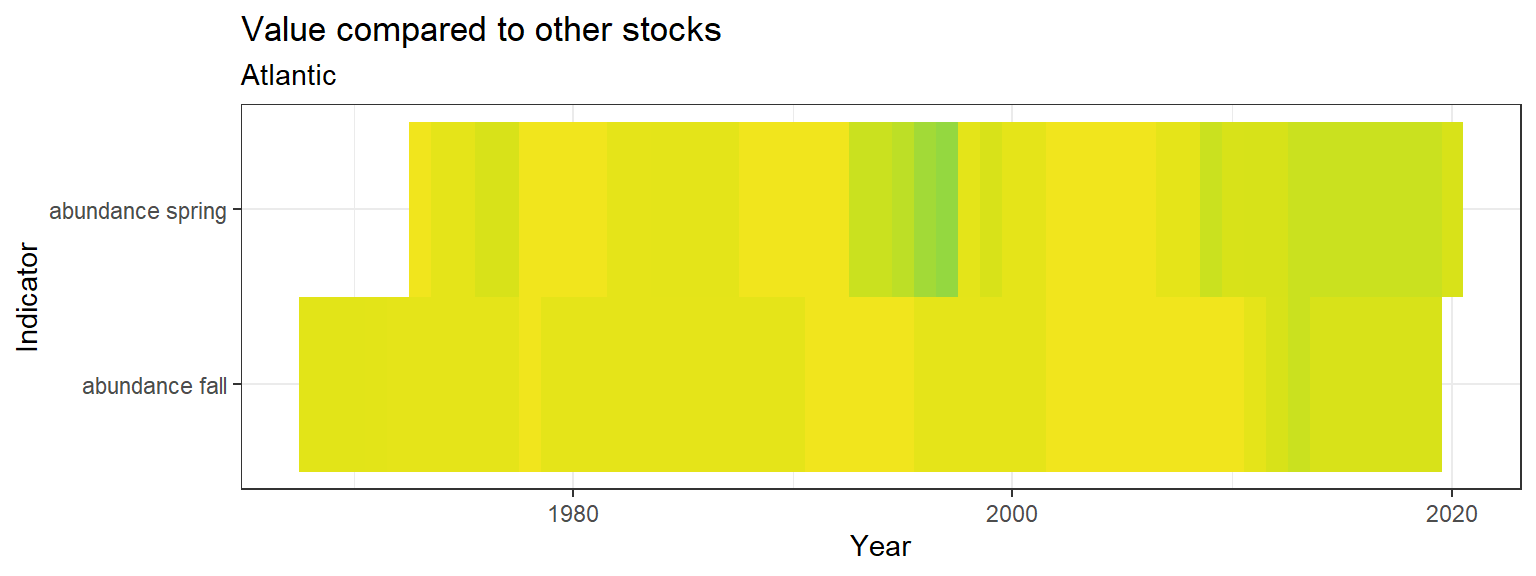 Value compared to other stocks
Atlantic
Indicator
abundance spring
abundance fall
1980
2000
2020
Year